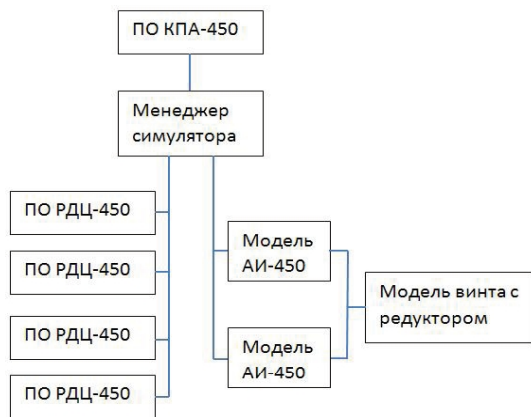 ПО КПА-450
Менеджер
симулятора
ПО РДЦ-450
ПО РДЦ-450
ПО РДЦ-450
ПО РДЦ-450
Модель
АИ-450
Модель
АИ-450
Модель винта с
редуктором